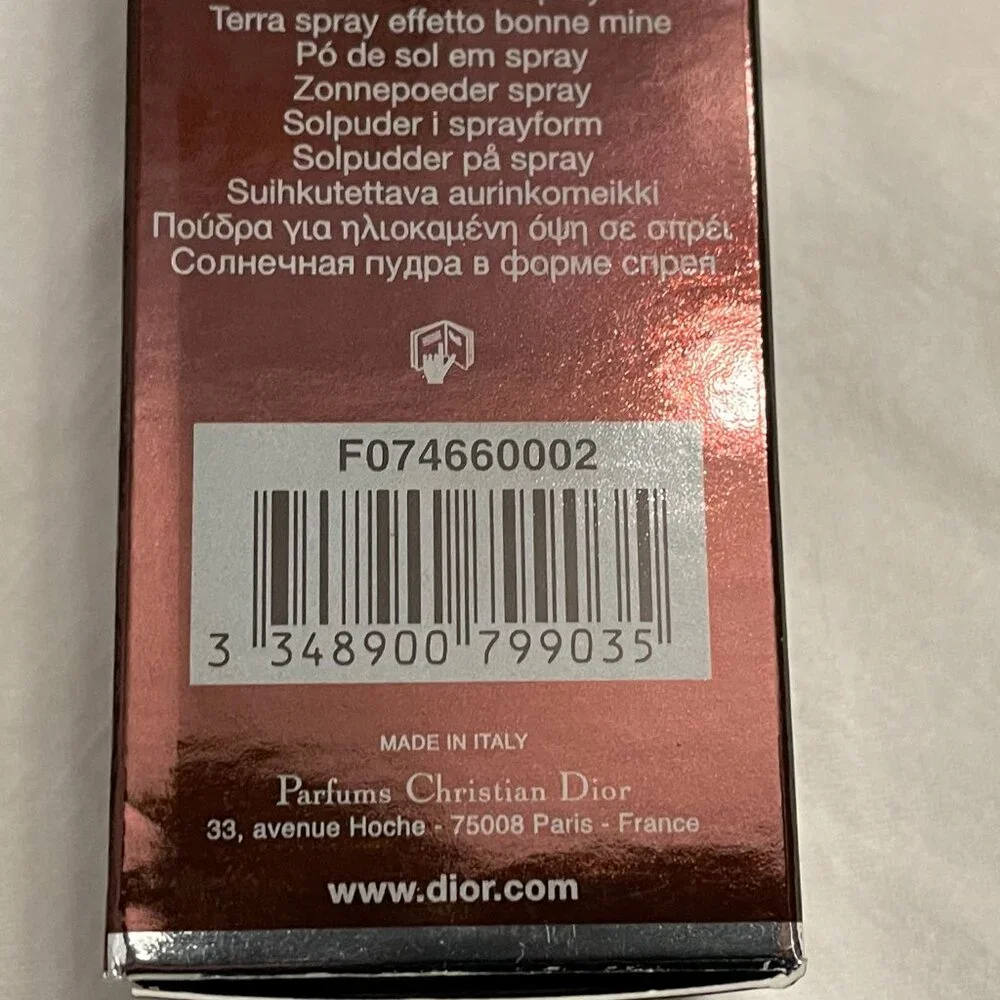 Terra spray effetto bonne mine
Pó de sol em spray
Zonnepoeder spray
Solpuder i sprayform
Solpudder på spray
Suihkutettava aurinkomeikki
Πούδρα για ηλιοκαμένη όψη σε σπρέι
Солнечная пудра в форме спрея
F074660002
3 348900 799035
MADE IN ITALY
Parfums Christian Dior
33, avenue Hoche - 75008 Paris - France
www.dior.com